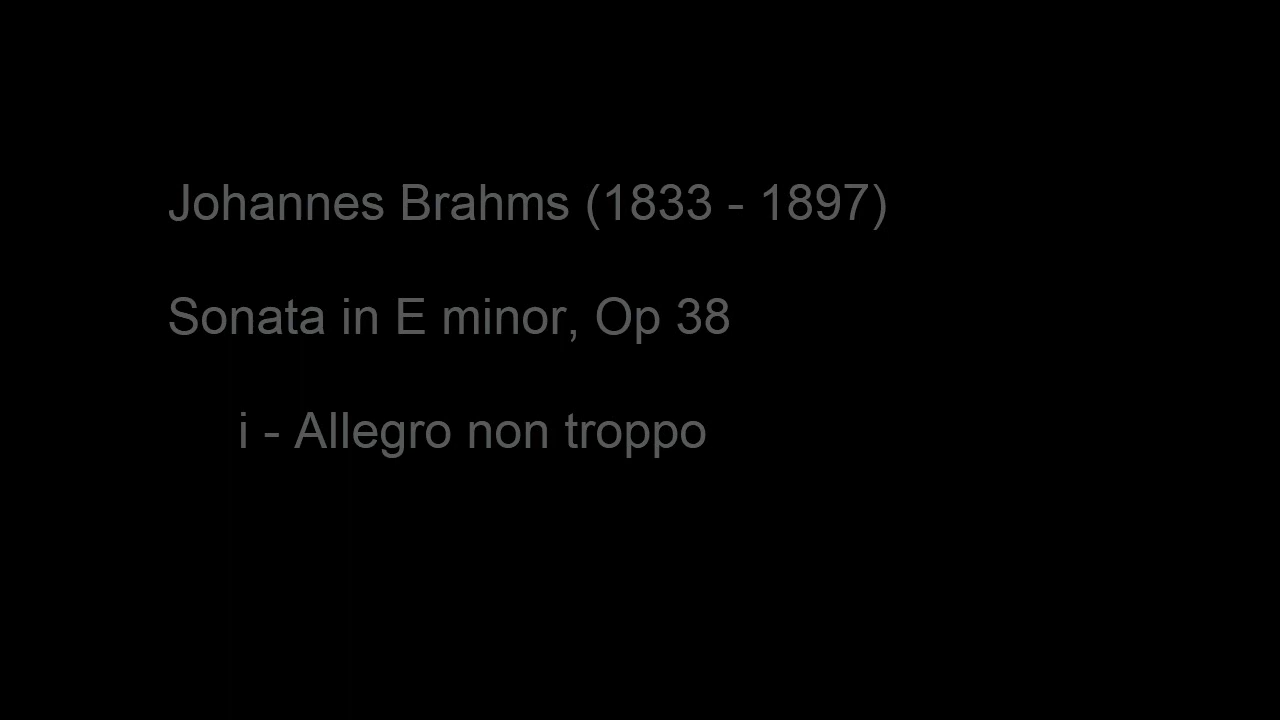 Johannes Brahms (1833 - 1897)
Sonata in E minor, Op 38
i - Allegro non troppo